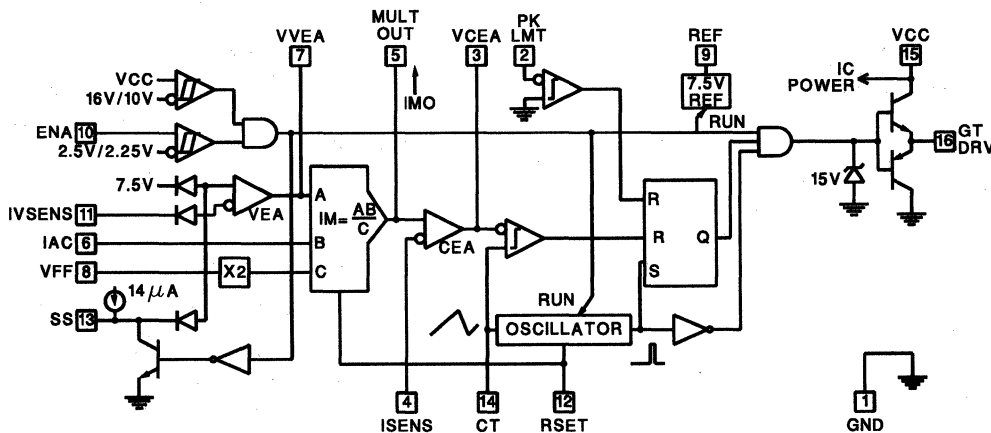 MULT OUT
5
IMO
VVEA
7
VCEA
3
PK LMT
2
REF
9
7.5V REF
RUN
VCC
15
IC POWER
VCC
16V/10V
ENA 10
2.5V/2.25V
7.5V
IVSENS 11
VEA
IAC 6
VFF 8
X2
14 μA
SS 13
A
B
C
IM= AB/C
CEA
R
R
S
Q
15V
16 GT DRV
RUN
OSCILLATOR
4
ISENS
14
CT
12
RSET
1
GND